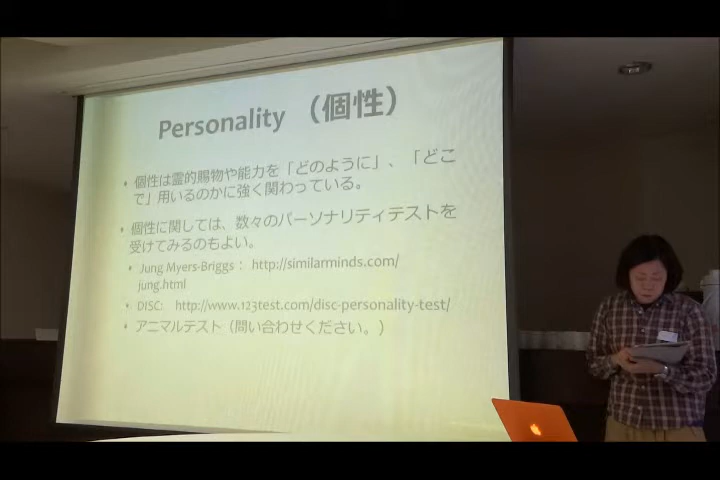 Personality （個性）
• 個性は霊的賜物や能力を「どのように」、「どこ
で」用いるのかに強く関わっている。
• 個性に関しては、数々のパーソナリティテストを
受けてみるのもよい。
• Jung Myers-Briggs： http://similarminds.com/
jung.html
• DISC: http://www.123test.com/disc-personality-test/
• アニマルテスト（問い合わせください。）